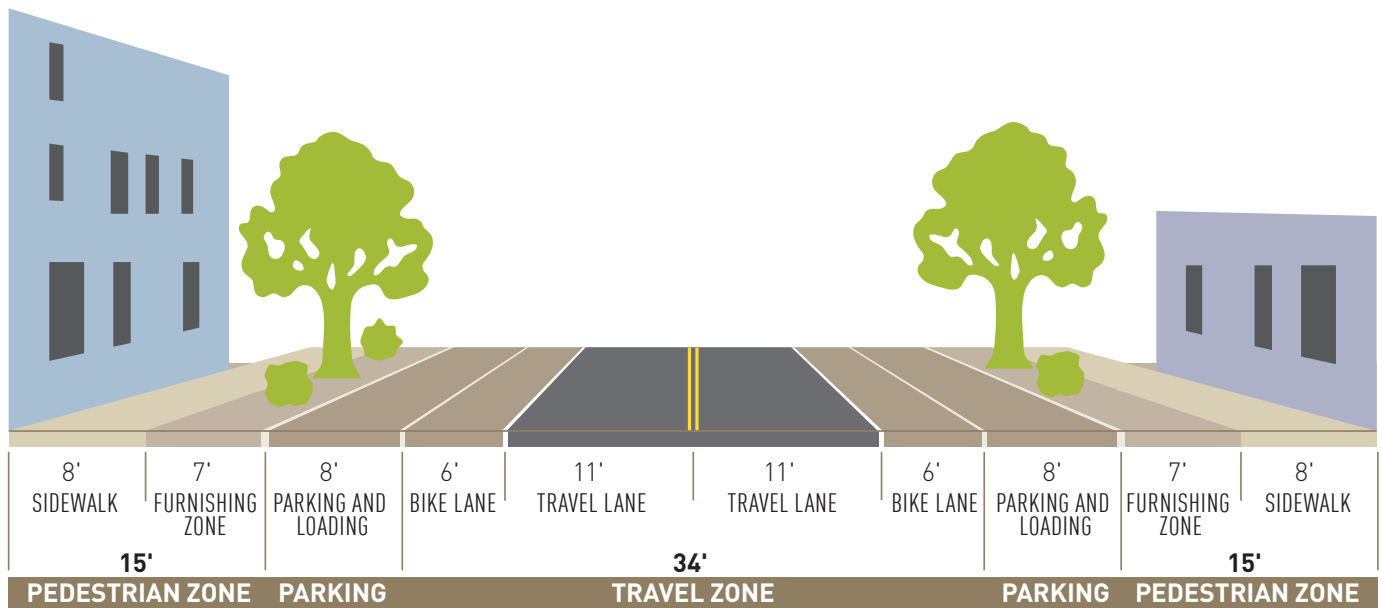 8' 7' 8' 6' 11' 11' 6' 8' 7' 8'
SIDEWALK FURNISHING PARKING AND BIKE LANE TRAVEL LANE TRAVEL LANE BIKE LANE PARKING AND FURNISHING SIDEWALK
ZONE LOADING LOADING ZONE
15' 34' 15'
PEDESTRIAN ZONE PARKING TRAVEL ZONE PARKING PEDESTRIAN ZONE